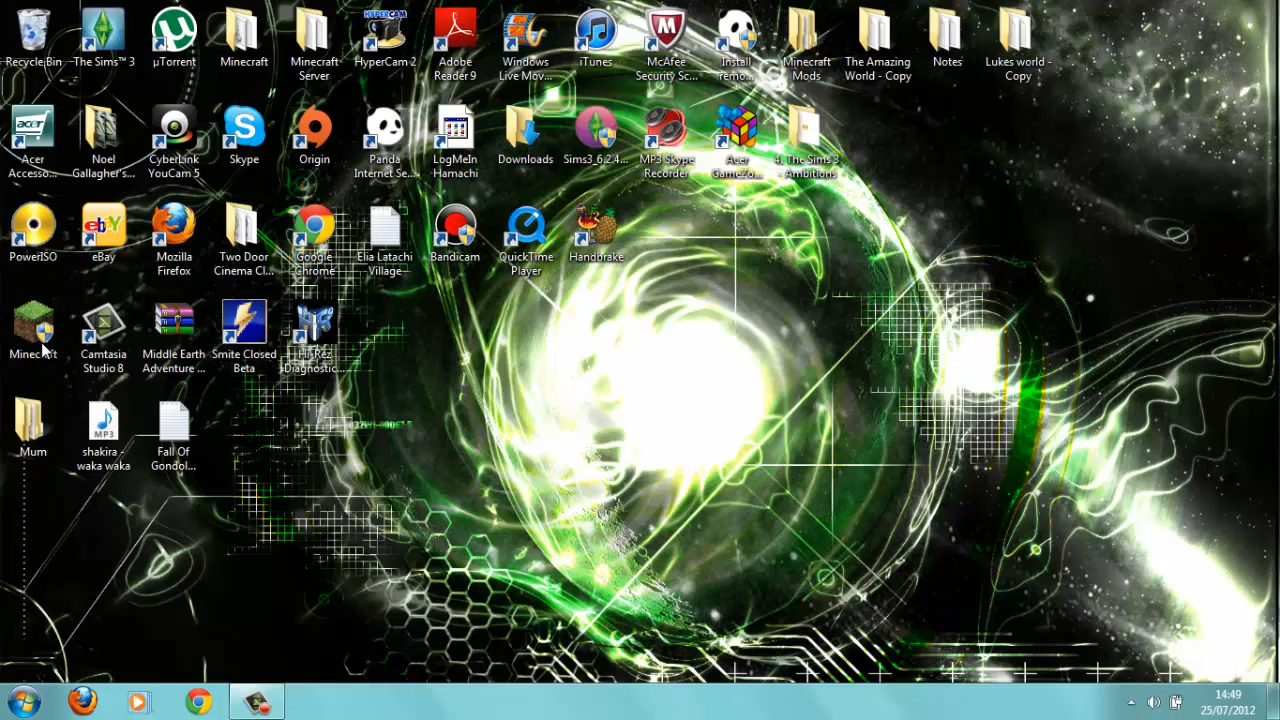 Recycle Bin
The Sims™ 3
µTorrent
Minecraft
Minecraft
Server
HyperCam 2
Adobe
Reader 9
Windows
Live Mov...
iTunes
McAfee
Security Sc...
Install
remo...
Minecraft
Mods
The Amazing
World - Copy
Notes
Lukes world -
Copy
Acer
Accesso...
Noel
Gallagher's...
CyberLink
YouCam 5
Skype
Origin
Panda
Internet Se...
LogMeIn
Hamachi
Downloads
Sims3_6.2.4...
MP3 Skype
Recorder
Acer
GameZo...
4. The Sims 3
- Ambitions
PowerISO
eBay
Mozilla
Firefox
Two Door
Cinema Cl...
Google
Chrome
Elia Latachi
Village
Bandicam
QuickTime
Player
Handbrake
Minecraft
Camtasia
Studio 8
Middle Earth
Adventure ...
Smite Closed
Beta
Hi-Rez
Diagnostic...
Mum
MP3
shakira -
waka waka
Fall Of
Gondol...
14:49
25/07/2012